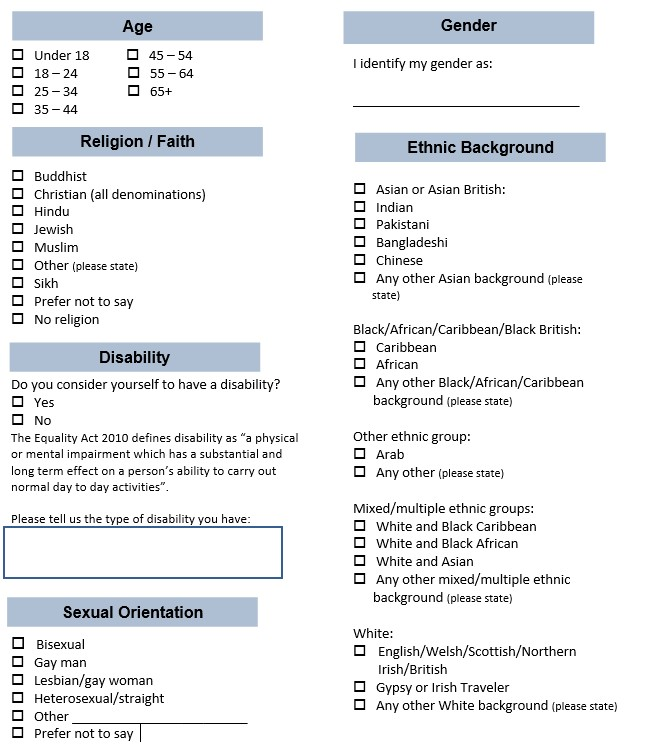 Age
Under 18
18 – 24
25 – 34
35 – 44
45 – 54
55 – 64
65+
Religion / Faith
Buddhist
Christian (all denominations)
Hindu
Jewish
Muslim
Other (please state)
Sikh
Prefer not to say
No religion
Disability
Do you consider yourself to have a disability?
Yes
No
The Equality Act 2010 defines disability as “a physical
or mental impairment which has a substantial and
long term effect on a person’s ability to carry out
normal day to day activities”.
Please tell us the type of disability you have:
Sexual Orientation
Bisexual
Gay man
Lesbian/gay woman
Heterosexual/straight
Other
Prefer not to say
Gender
I identify my gender as:
Ethnic Background
Asian or Asian British:
Indian
Pakistani
Bangladeshi
Chinese
Any other Asian background (please
state)
Black/African/Caribbean/Black British:
Caribbean
African
Any other Black/African/Caribbean
background (please state)
Other ethnic group:
Arab
Any other (please state)
Mixed/multiple ethnic groups:
White and Black Caribbean
White and Black African
White and Asian
Any other mixed/multiple ethnic
background (please state)
White:
English/Welsh/Scottish/Northern
Irish/British
Gypsy or Irish Traveler
Any other White background (please state)